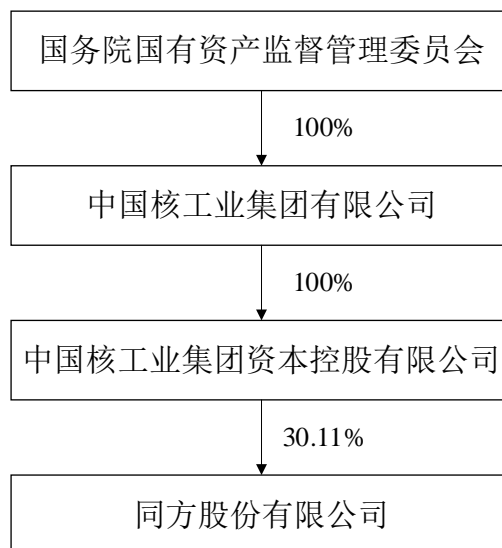 国务院国有资产监督管理委员会
100%
中国核工业集团有限公司
100%
中国核工业集团资本控股有限公司
30.11%
同方股份有限公司